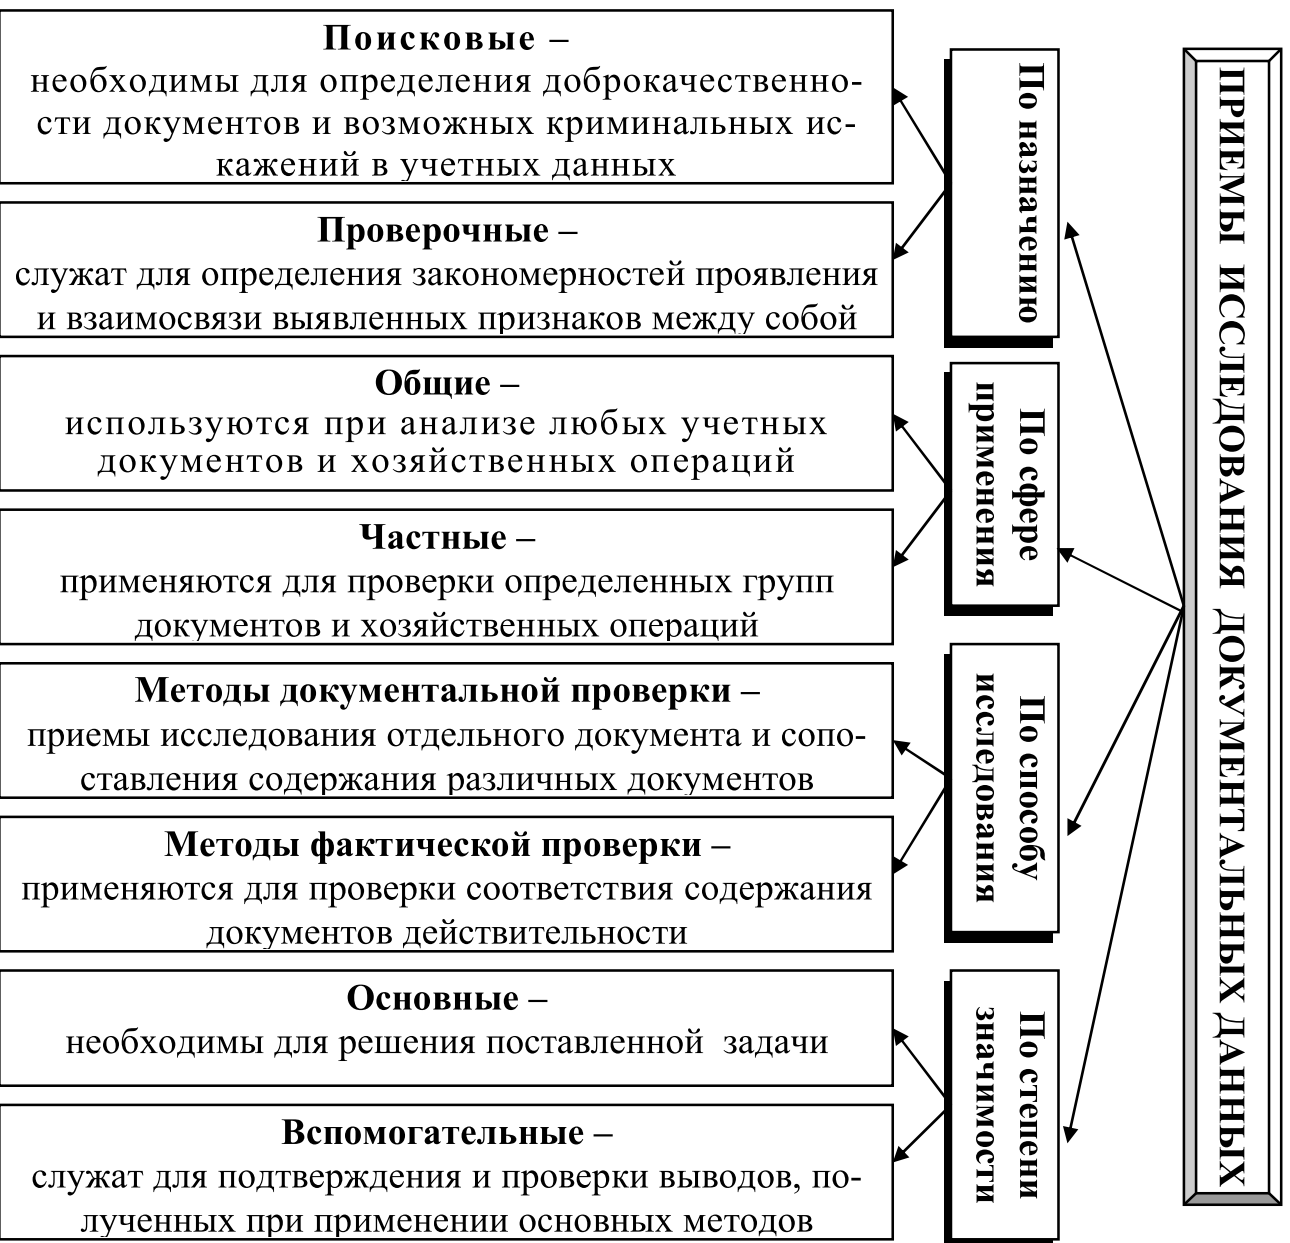 ПРИЕМЫ ИССЛЕДОВАНИЯ ДОКУМЕНТАЛЬНЫХ ДАННЫХ
По назначению
Поисковые –
необходимы для определения доброкачественно-
сти документов и возможных криминальных ис-
кажений в учетных данных
Проверочные –
служат для определения закономерностей проявления
и взаимосвязи выявленных признаков между собой
По сфере
применения
Общие –
используются при анализе любых учетных
документов и хозяйственных операций
Частные –
применяются для проверки определенных групп
документов и хозяйственных операций
По способу
исследования
Методы документальной проверки –
приемы исследования отдельного документа и сопо-
ставления содержания различных документов
Методы фактической проверки –
применяются для проверки соответствия содержания
документов действительности
По степени
значимости
Основные –
необходимы для решения поставленной задачи
Вспомогательные –
служат для подтверждения и проверки выводов, по-
лученных при применении основных методов